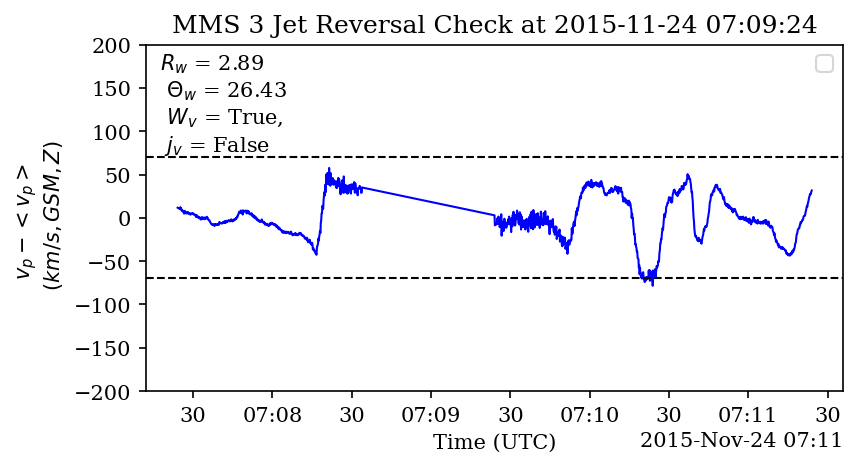 MMS 3 Jet Reversal Check at 2015-11-24 07:09:24
200
150
100
50
0
−50
−100
−150
−200
v_p − < v_p >
(km/s, GSM, Z)
R_w = 2.89
Θ_w = 26.43
W_v = True,
j_v = False
30 07:08 30 07:09 30 07:10 30 07:11 30
Time (UTC)
2015-Nov-24 07:11